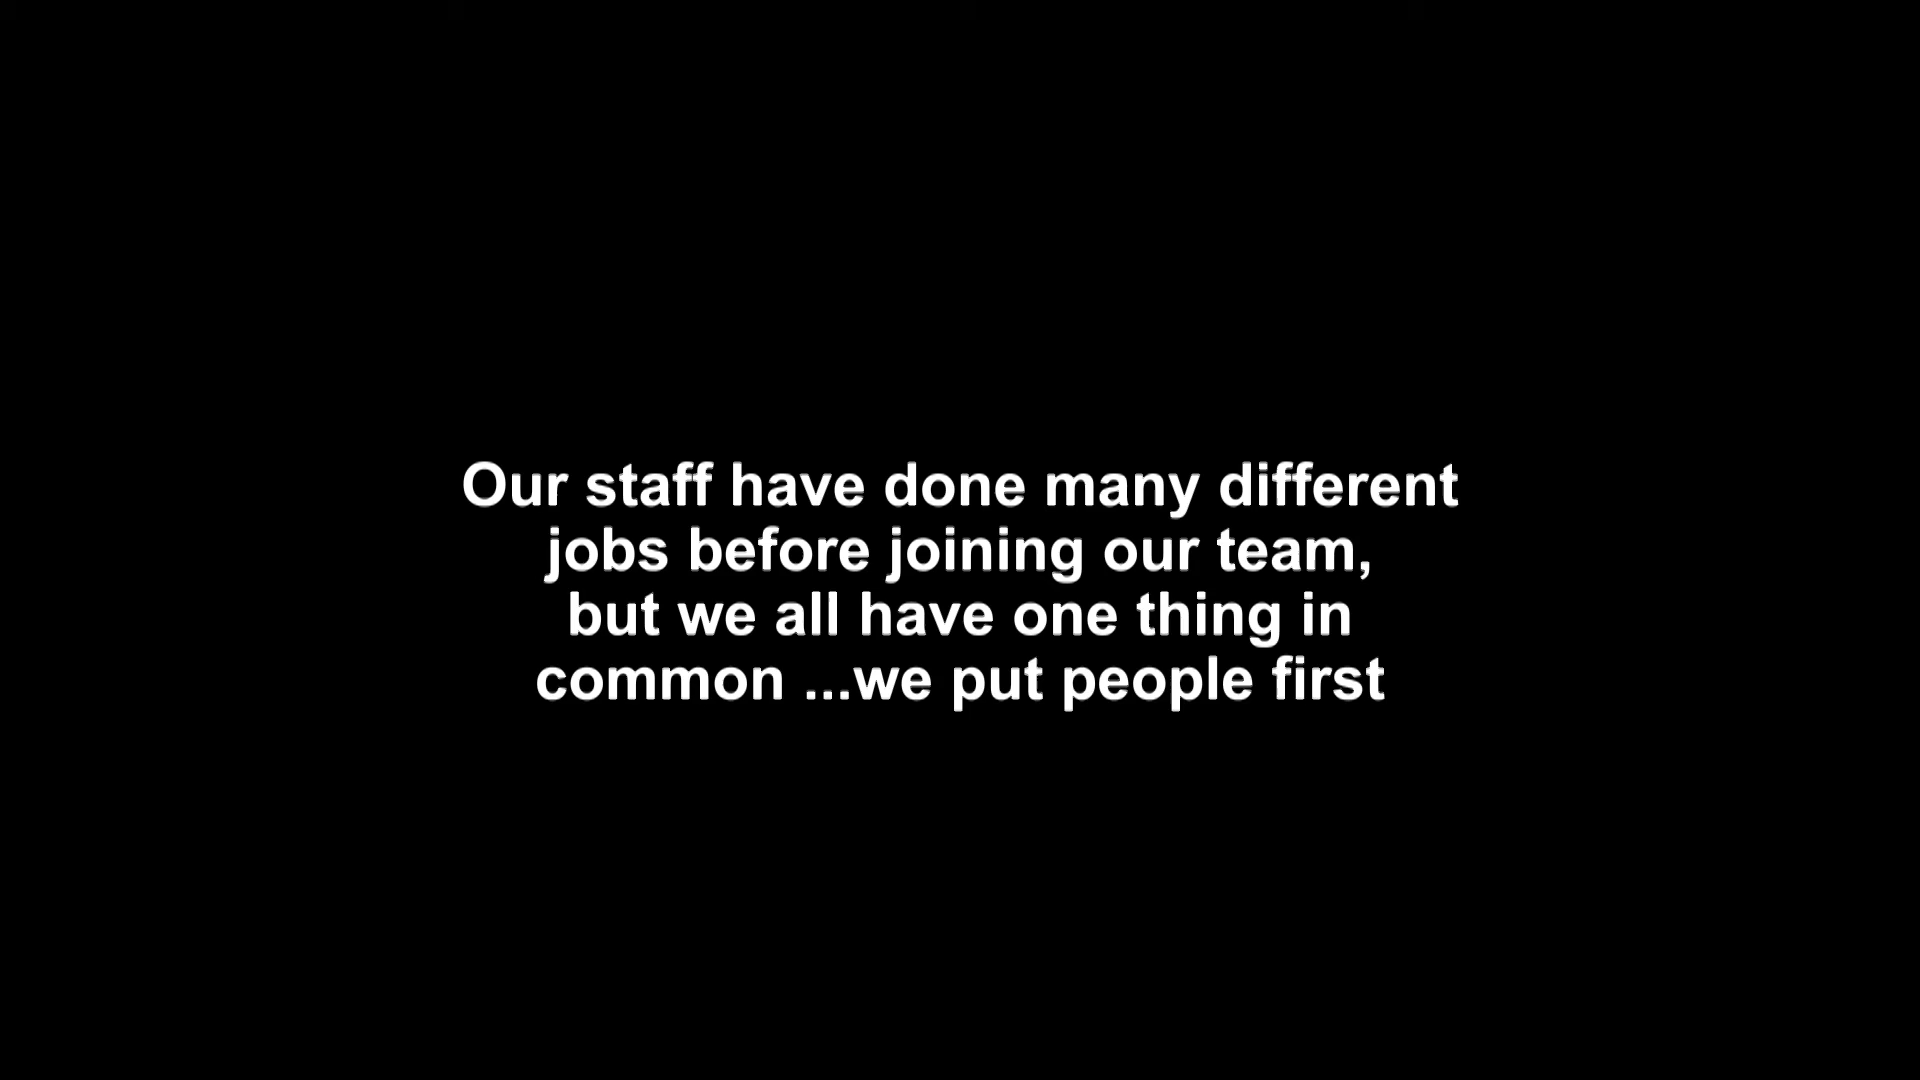 Our staff have done many different
jobs before joining our team,
but we all have one thing in
common ...we put people first